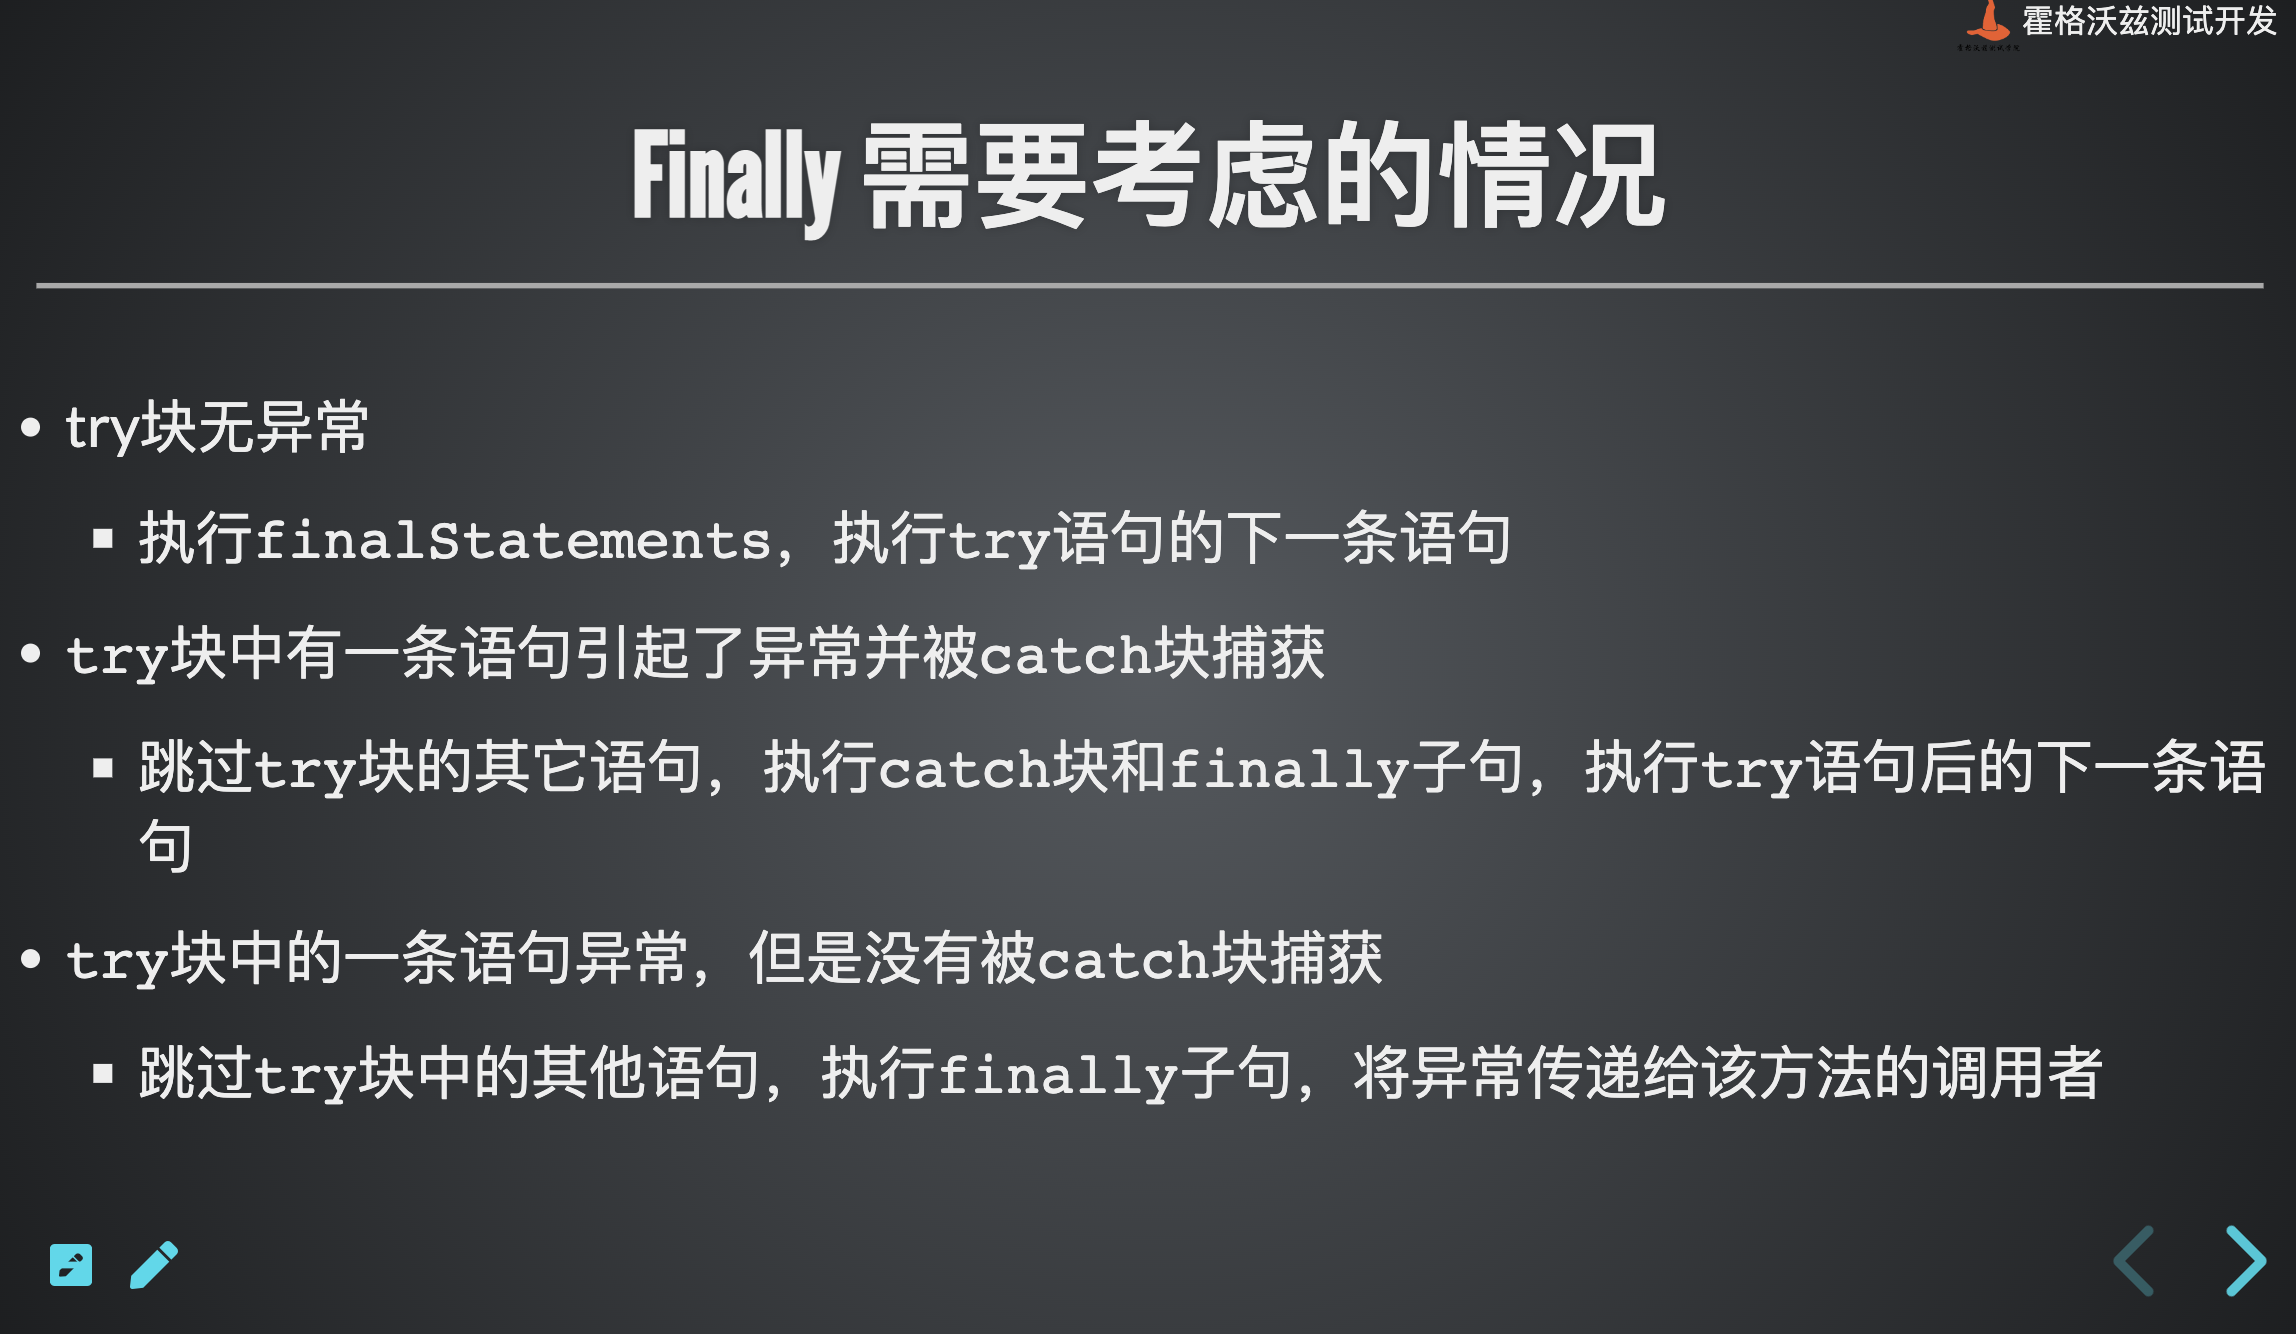 霍格沃兹测试开发
Finally 需要考虑的情况
try块无异常
执行finalStatements，执行try语句的下一条语句
try块中有一条语句引起了异常并被catch块捕获
跳过try块的其它语句，执行catch块和finally子句，执行try语句后的下一条语
句
try块中的一条语句异常，但是没有被catch块捕获
跳过try块中的其他语句，执行finally子句，将异常传递给该方法的调用者